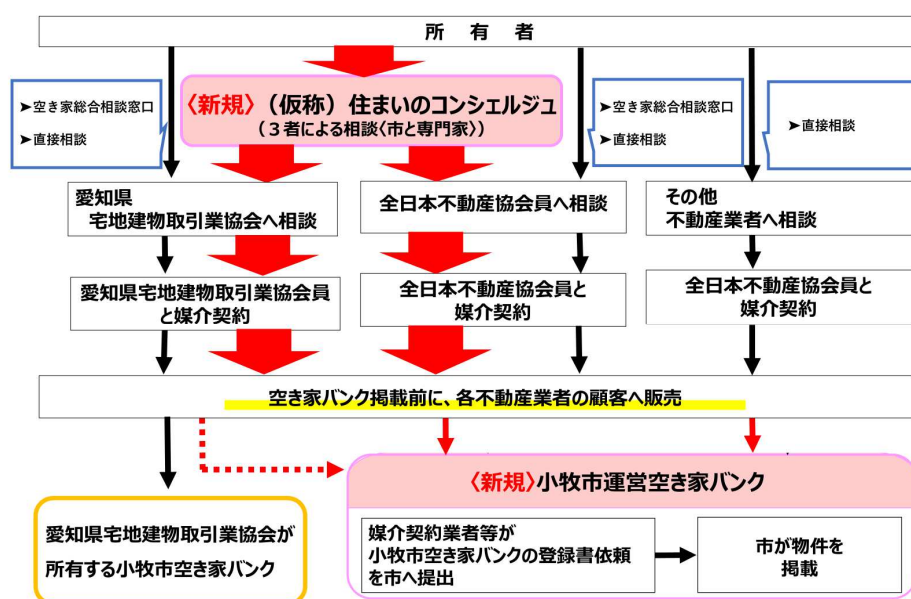 所 有 者
➤空き家総合相談窓口
➤直接相談
〈新規〉（仮称）住まいのコンシェルジュ
（３者による相談〈市と専門家〉）
➤空き家総合相談窓口
➤直接相談
➤直接相談
愛知県
宅地建物取引業協会へ相談
全日本不動産協会員へ相談
その他
不動産業者へ相談
愛知県宅地建物取引業協会員
と媒介契約
全日本不動産協会員と
媒介契約
全日本不動産協会員と
媒介契約
空き家バンク掲載前に、各不動産業者の顧客へ販売
〈新規〉小牧市運営空き家バンク
愛知県宅地建物取引業協会が
所有する小牧市空き家バンク
媒介契約業者等が
小牧市空き家バンクの登録書依頼
を市へ提出
市が物件を
掲載